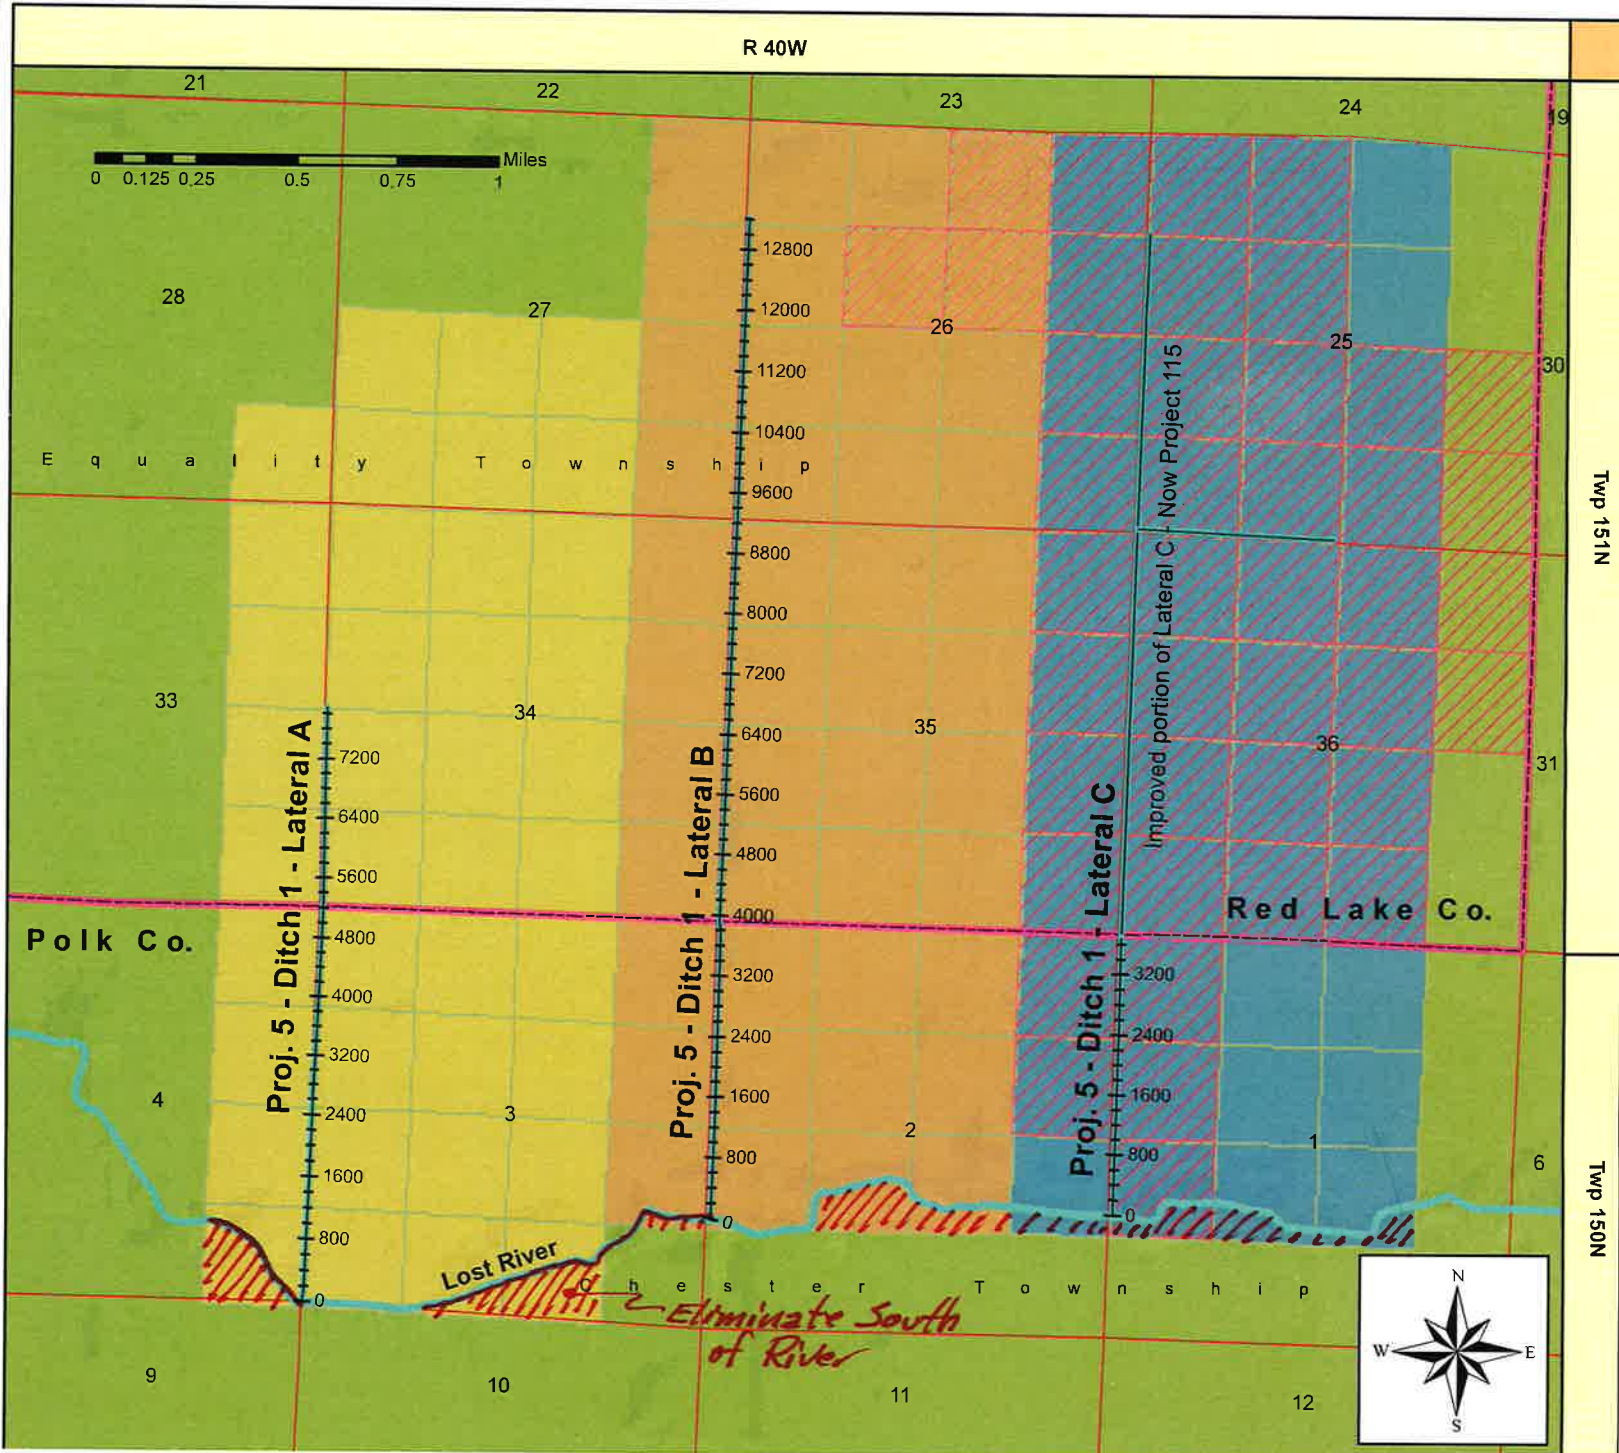 R 40W
21
22
23
24
19
Miles
0 0.125 0.25 0.5 0.75 1
12800
28
27
12000
26
25
30
11200
10400
Equality Township
9600
8800
8000
7200
33
34
35
36
31
6400
5600
4800
4000
3200
2400
1600
800
0
7200
6400
5600
4800
4000
3200
2400
1600
800
0
3200
2400
1600
800
0
Proj. 5 - Ditch 1 - Lateral A
Proj. 5 - Ditch 1 - Lateral B
Proj. 5 - Ditch 1 - Lateral C
Improved portion of Lateral C - Now Project 115
Twp 151N
Red Lake Co.
Polk Co.
4
3
2
1
6
Twp 150N
Lost River
Chester Township
Eliminate South
of River
9
10
11
12
N
W E
S